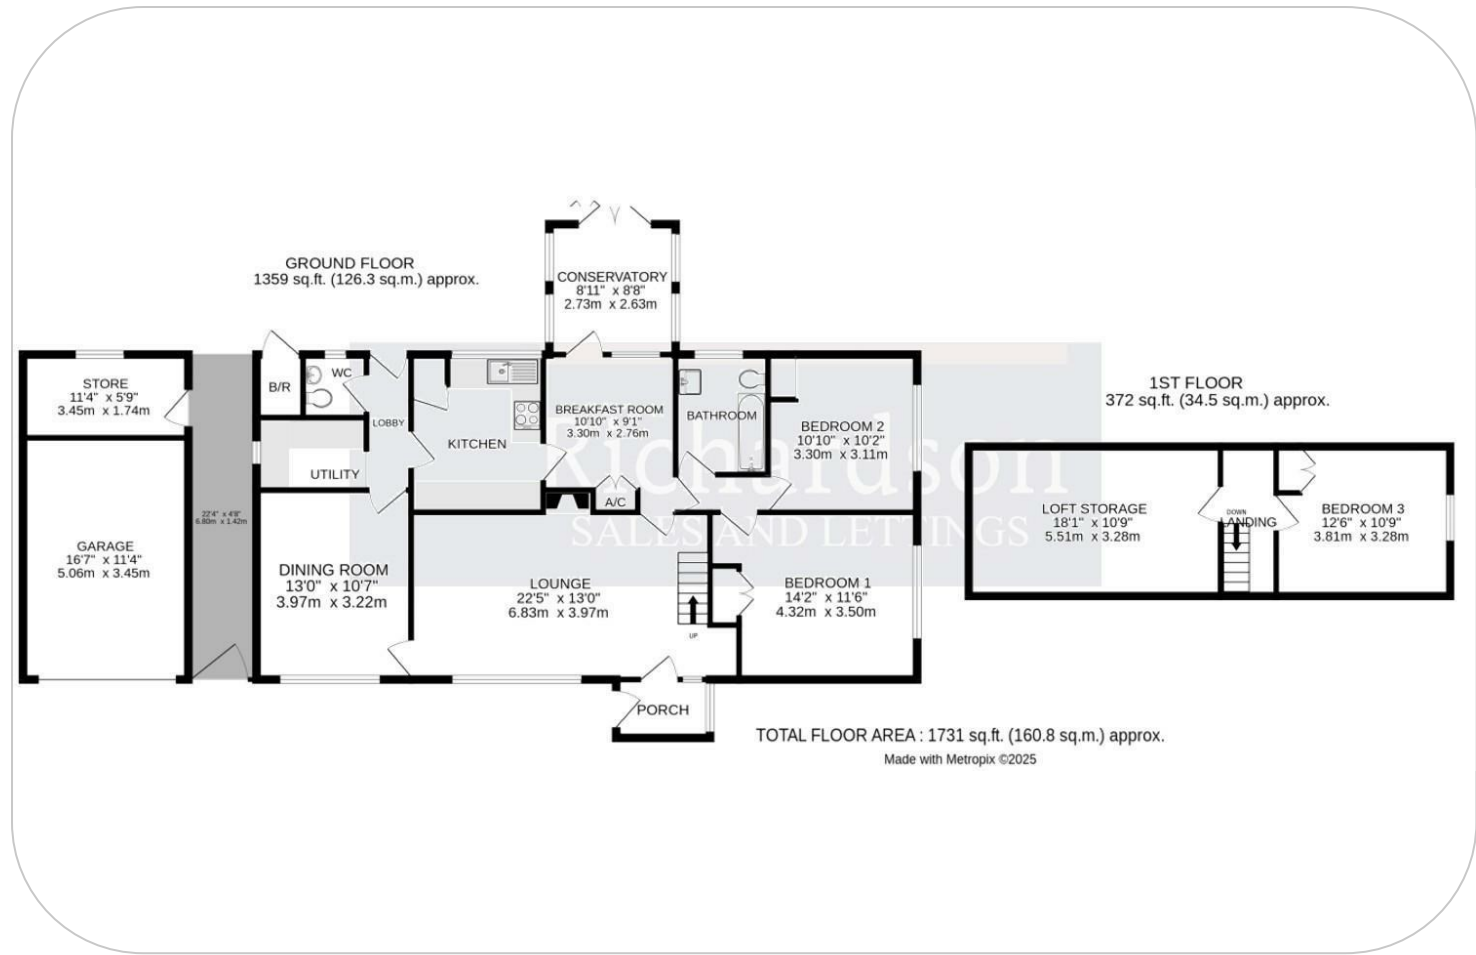 GROUND FLOOR
1359 sq.ft. (126.3 sq.m.) approx.
CONSERVATORY
8'11" x 8'8"
2.73m x 2.63m
STORE
11'4" x 5'9"
3.45m x 1.74m
B/R
WC
LOBBY
KITCHEN
BREAKFAST ROOM
10'10" x 9'1"
3.30m x 2.76m
BATHROOM
BEDROOM 2
10'10" x 10'2"
3.30m x 3.11m
UTILITY
A/C
Richardson
SALES AND LETTINGS
22'4" x 4'8"
6.80m x 1.42m
GARAGE
16'7" x 11'4"
5.06m x 3.45m
DINING ROOM
13'0" x 10'7"
3.97m x 3.22m
LOUNGE
22'5" x 13'0"
6.83m x 3.97m
UP
BEDROOM 1
14'2" x 11'6"
4.32m x 3.50m
PORCH
1ST FLOOR
372 sq.ft. (34.5 sq.m.) approx.
LOFT STORAGE
18'1" x 10'9"
5.51m x 3.28m
DOWN
LANDING
BEDROOM 3
12'6" x 10'9"
3.81m x 3.28m
TOTAL FLOOR AREA : 1731 sq.ft. (160.8 sq.m.) approx.
Made with Metropix ©2025